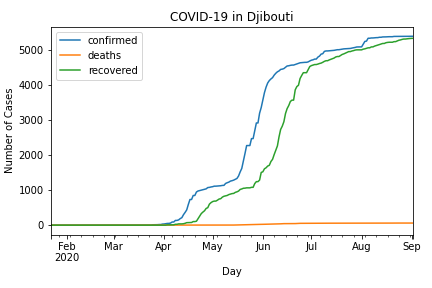 COVID-19 in Djibouti
confirmed
deaths
recovered
Number of Cases
5000
4000
3000
2000
1000
0
Feb Mar Apr May Jun Jul Aug Sep
2020
Day